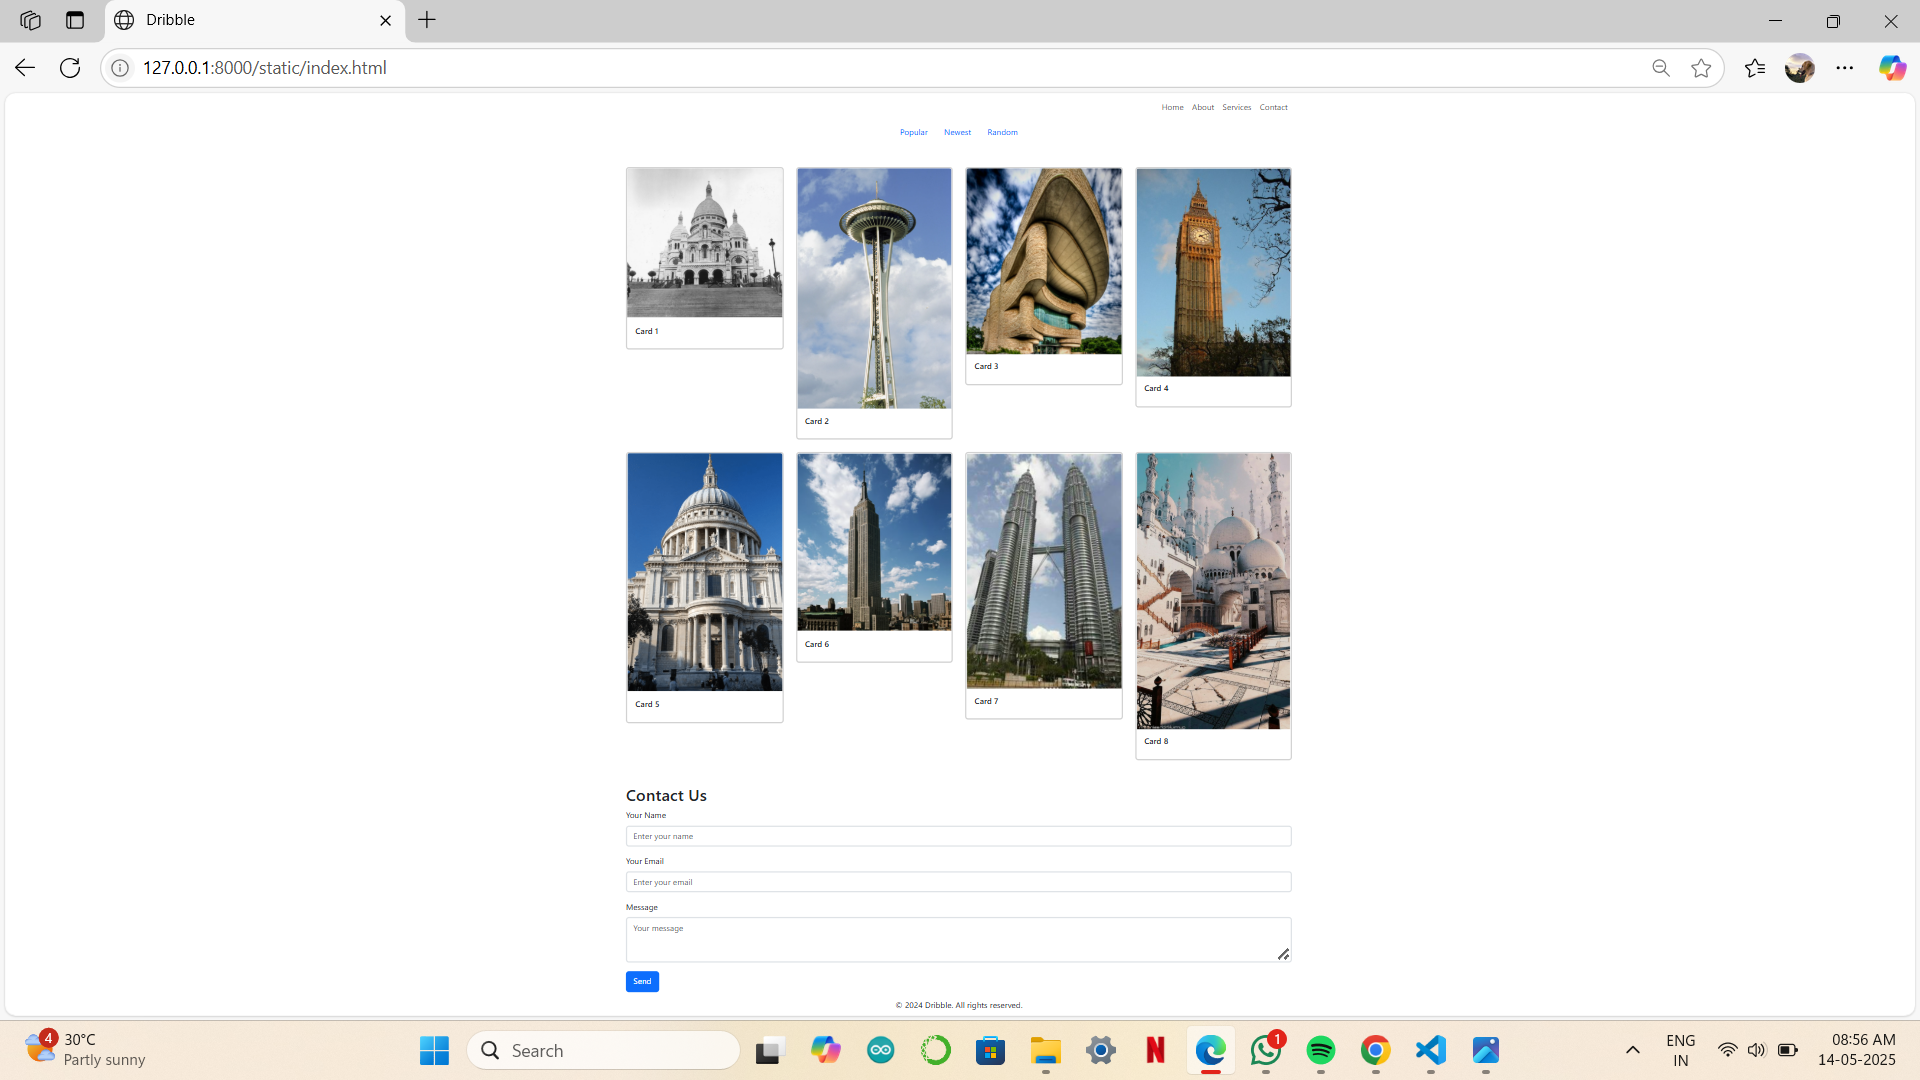 Dribble
127.0.0.1:8000/static/index.html
Home About Services Contact
Popular Newest Random
Card 1
Card 2
Card 3
Card 4
Card 5
Card 6
Card 7
Card 8
Contact Us
Your Name
Enter your name
Your Email
Enter your email
Message
Your message
Send
© 2024 Dribble. All rights reserved.
4
30°C
Partly sunny
Search
N
1
ENG
IN
08:56 AM
14-05-2025